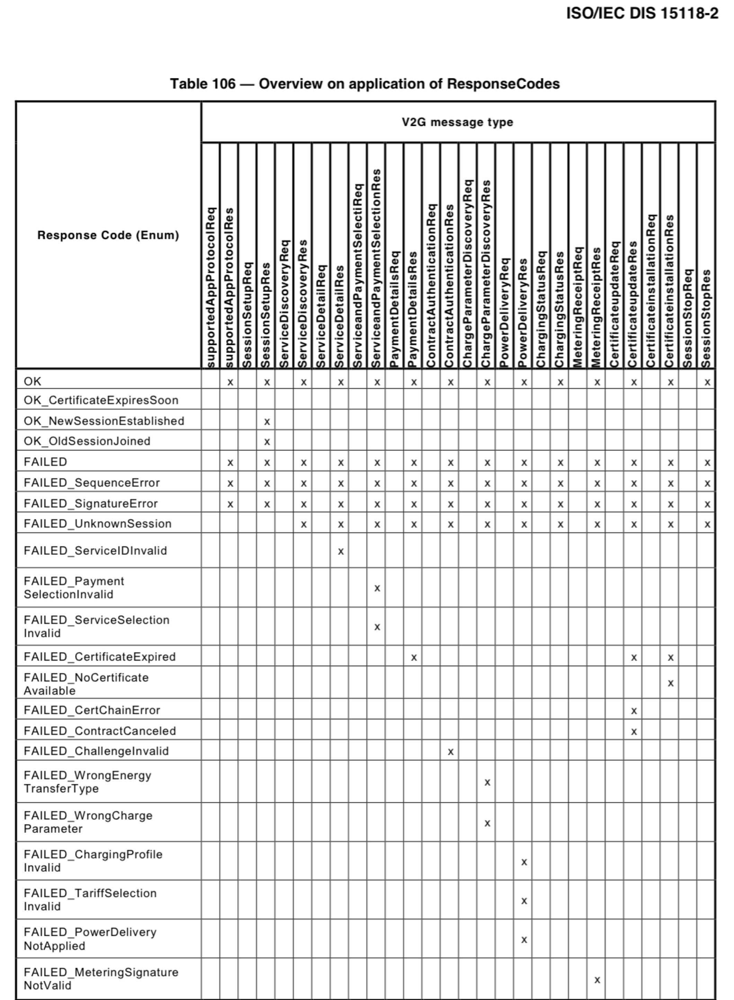 ISO/IEC DIS 15118-2
Table 106 — Overview on application of ResponseCodes
Response Code (Enum)
V2G message type
supportedAppProtocolReq
supportedAppProtocolRes
SessionSetupReq
SessionSetupRes
ServiceDiscoveryReq
ServiceDiscoveryRes
ServiceDetailReq
ServiceDetailRes
ServiceandPaymentSelectiReq
ServiceandPaymentSelectionRes
PaymentDetailsReq
PaymentDetailsRes
ContractAuthenticationReq
ContractAuthenticationRes
ChargeParameterDiscoveryReq
ChargeParameterDiscoveryRes
PowerDeliveryReq
PowerDeliveryRes
ChargingStatusReq
ChargingStatusRes
MeteringReceiptReq
MeteringReceiptRes
CertificateupdateReq
CertificateupdateRes
CertificateinstallationReq
CertificateinstallationRes
SessionStopReq
SessionStopRes
OK x x x x x x x x x x x x x x
OK_CertificateExpiresSoon
OK_NewSessionEstablished x
OK_OldSessionJoined x
FAILED x x x x x x x x x x x x x x
FAILED_SequenceError x x x x x x x x x x x x x x
FAILED_SignatureError x x x x x x x x x x x x x x
FAILED_UnknownSession x x x x x x x x x x x x
FAILED_ServiceIDInvalid x
FAILED_Payment
SelectionInvalid x
FAILED_ServiceSelection
Invalid x
FAILED_CertificateExpired x x x
FAILED_NoCertificate
Available x
FAILED_CertChainError x
FAILED_ContractCanceled x
FAILED_ChallengeInvalid x
FAILED_WrongEnergy
TransferType x
FAILED_WrongCharge
Parameter x
FAILED_ChargingProfile
Invalid x
FAILED_TariffSelection
Invalid x
FAILED_PowerDelivery
NotApplied x
FAILED_MeteringSignature
NotValid x